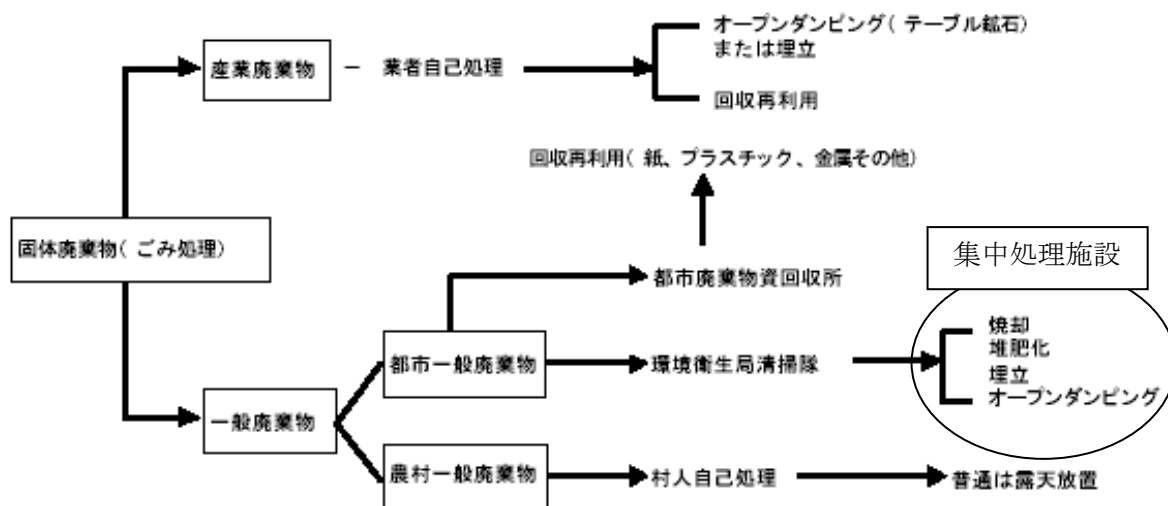 オープンダンピング( テーブル鉱石)
または埋立
産業廃棄物 － 業者自己処理
回収再利用
回収再利用( 紙、プラスチック、金属その他)
固体廃棄物( ごみ処理)
集中処理施設
都市廃棄物資回収所
焼却
堆肥化
都市一般廃棄物
環境衛生局清掃隊
埋立
オープンダンピング
一般廃棄物
農村一般廃棄物
村人自己処理
普通は露天放置